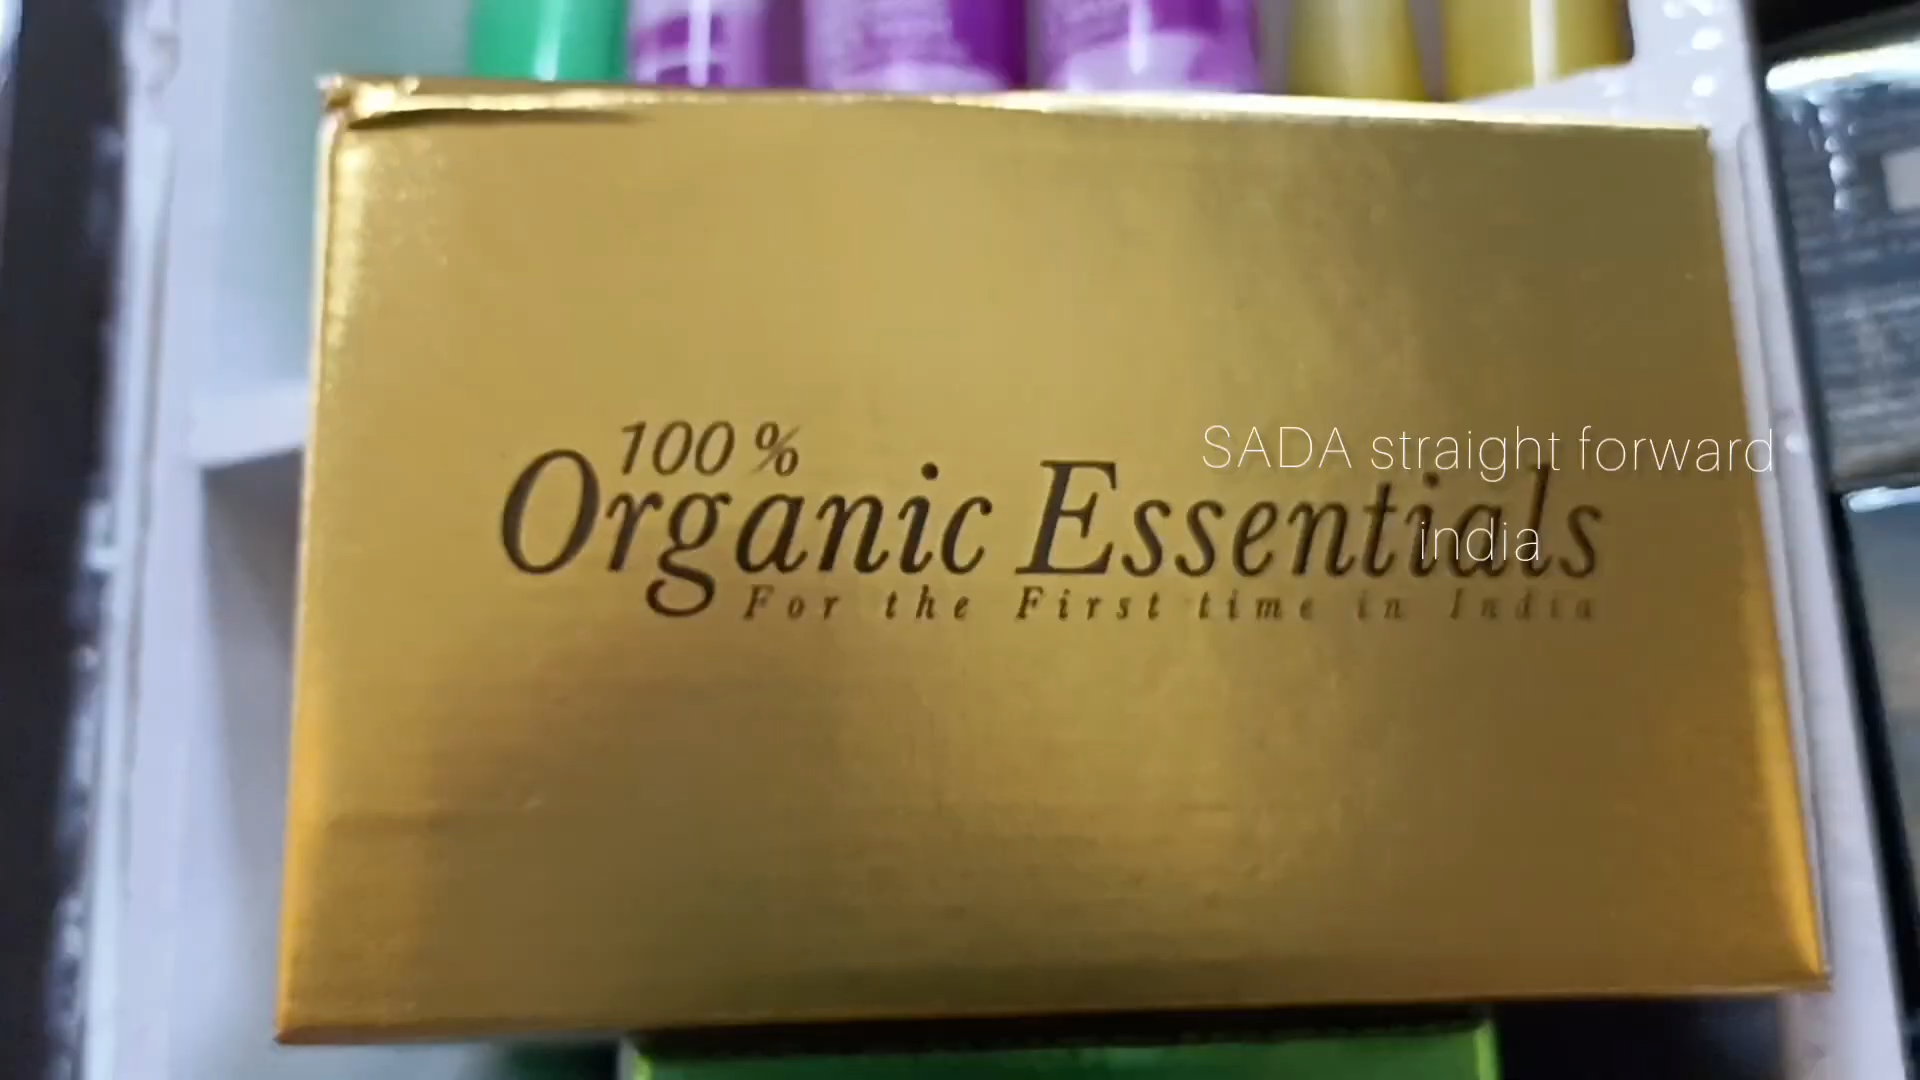 100 %
Organic Essentials
For the First time in India
SADA straight forward
india